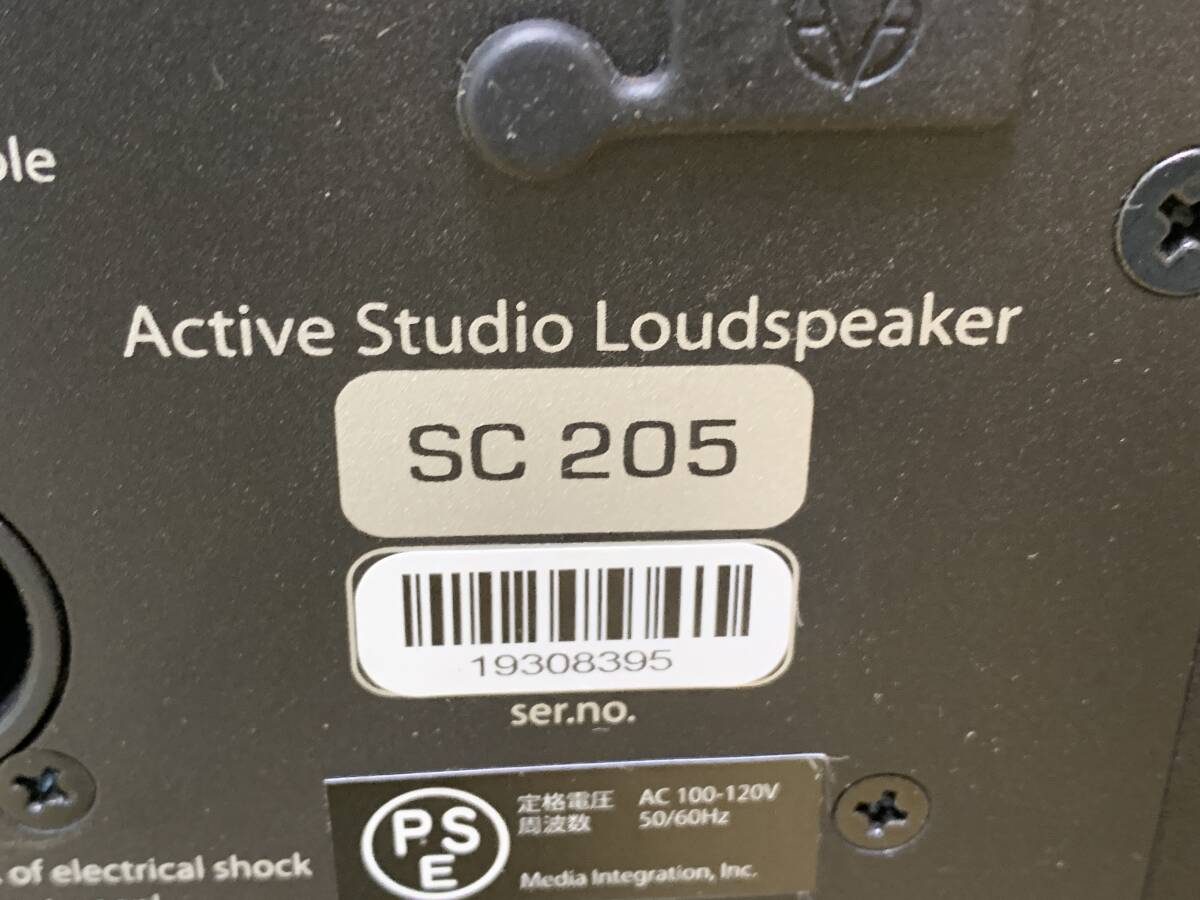 ole
Active Studio Loudspeaker
SC 205
19308395
ser.no.
PSE
定格電圧 AC 100-120V
周波数 50/60Hz
Media Integration, Inc.
of electrical shock